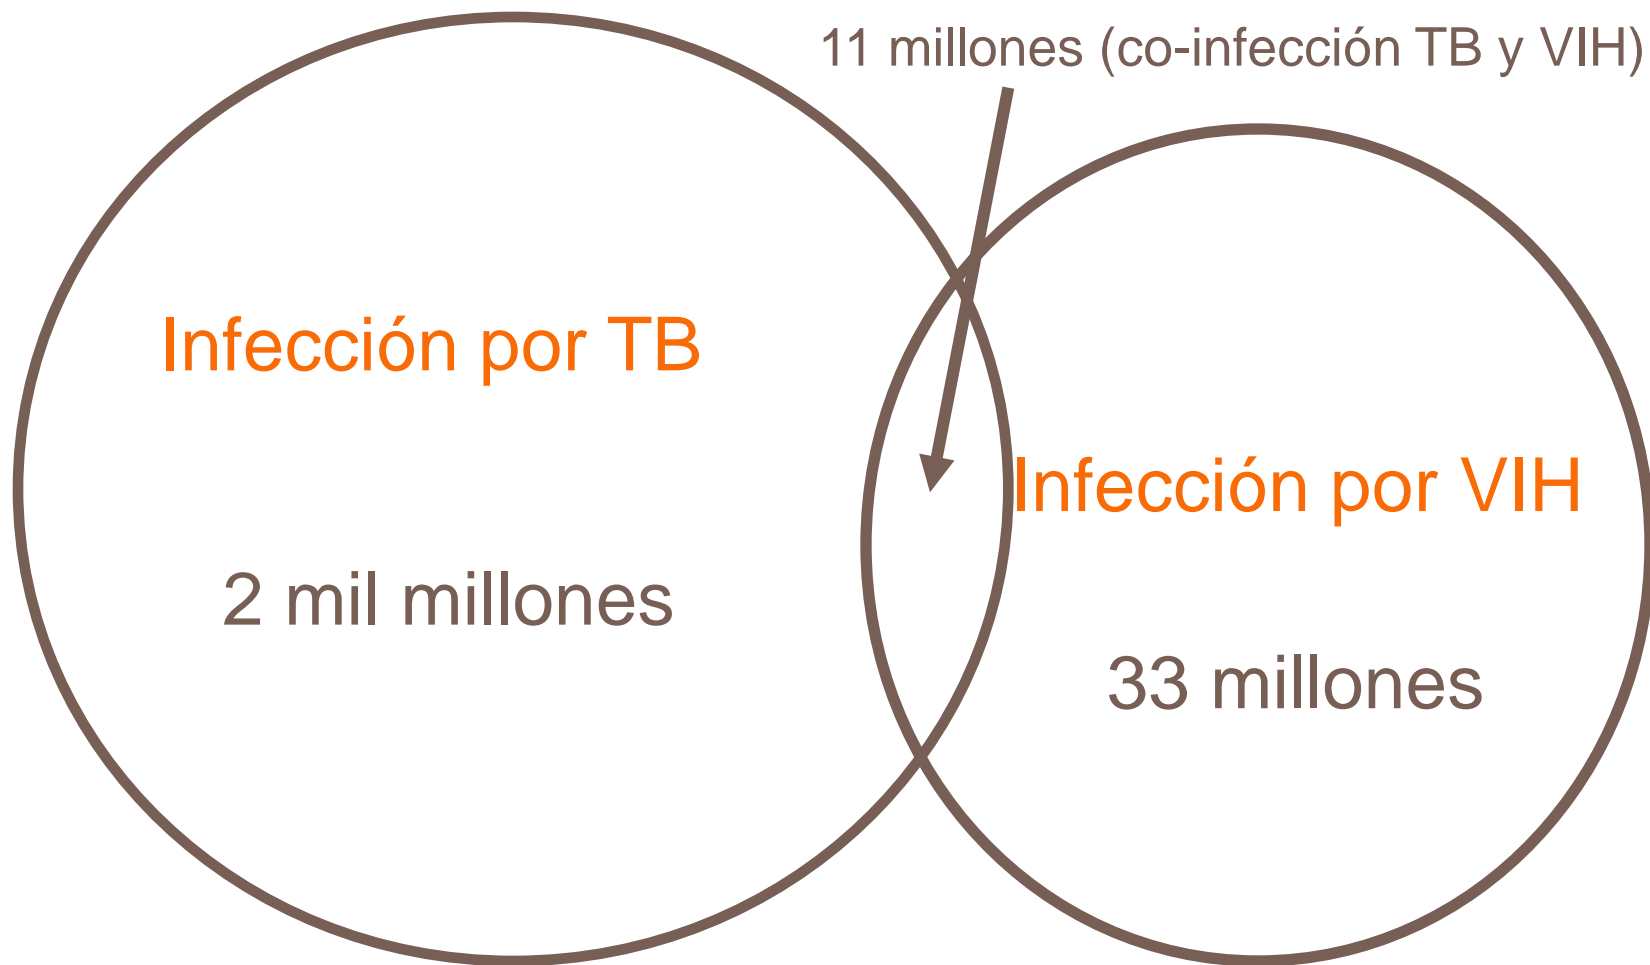 11 millones (co-infección TB y VIH)
Infección por TB
2 mil millones
Infección por VIH
33 millones